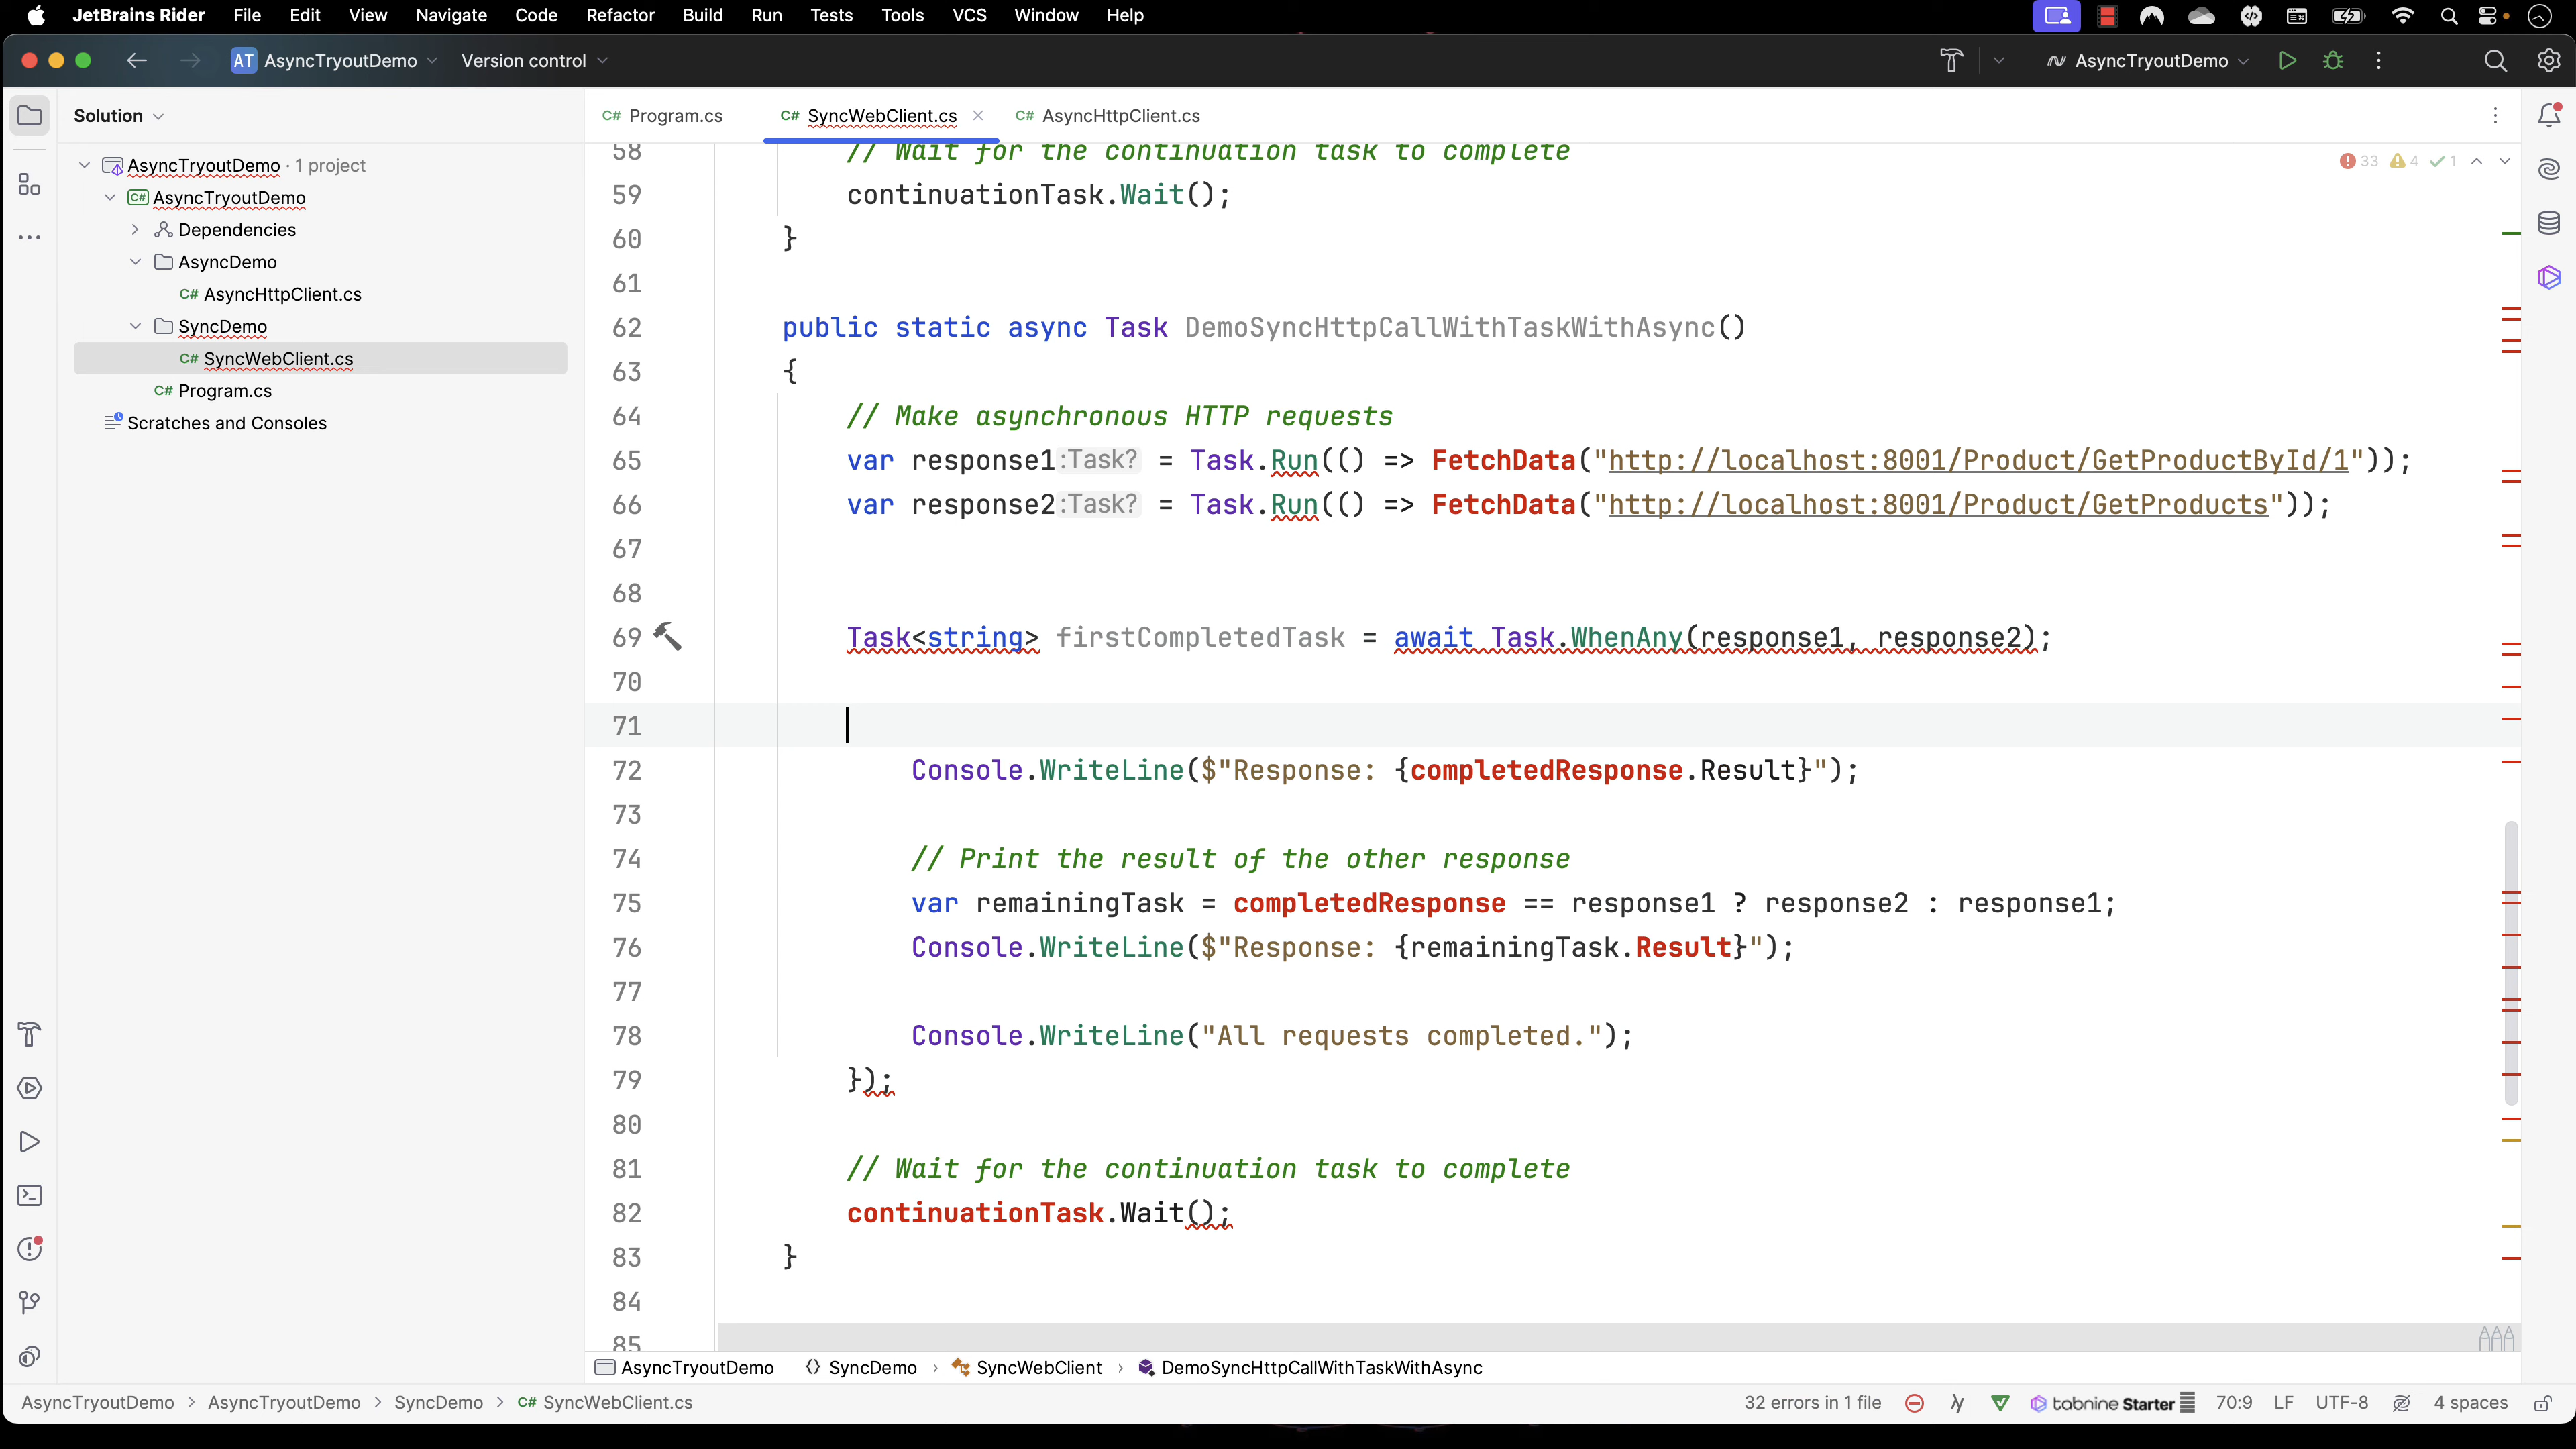 JetBrains Rider File Edit View Navigate Code Refactor Build Run Tests Tools VCS Window Help
AT AsyncTryoutDemo Version control AsyncTryoutDemo
Solution
C# Program.cs C# SyncWebClient.cs C# AsyncHttpClient.cs
AsyncTryoutDemo · 1 project
C# AsyncTryoutDemo
Dependencies
AsyncDemo
C# AsyncHttpClient.cs
SyncDemo
C# SyncWebClient.cs
C# Program.cs
Scratches and Consoles
33 4 1
58 // Wait for the continuation task to complete
59 continuationTask.Wait();
60 }
61
62 public static async Task DemoSyncHttpCallWithTaskWithAsync()
63 {
64 // Make asynchronous HTTP requests
65 var response1 :Task? = Task.Run(() => FetchData("http://localhost:8001/Product/GetProductById/1"));
66 var response2 :Task? = Task.Run(() => FetchData("http://localhost:8001/Product/GetProducts"));
67
68
69 Task<string> firstCompletedTask = await Task.WhenAny(response1, response2);
70
71
72 Console.WriteLine($"Response: {completedResponse.Result}");
73
74 // Print the result of the other response
75 var remainingTask = completedResponse == response1 ? response2 : response1;
76 Console.WriteLine($"Response: {remainingTask.Result}");
77
78 Console.WriteLine("All requests completed.");
79 });
80
81 // Wait for the continuation task to complete
82 continuationTask.Wait();
83 }
84
85
AsyncTryoutDemo SyncDemo › SyncWebClient › DemoSyncHttpCallWithTaskWithAsync
AsyncTryoutDemo > AsyncTryoutDemo > SyncDemo > C# SyncWebClient.cs 32 errors in 1 file tabnine Starter 70:9 LF UTF-8 4 spaces